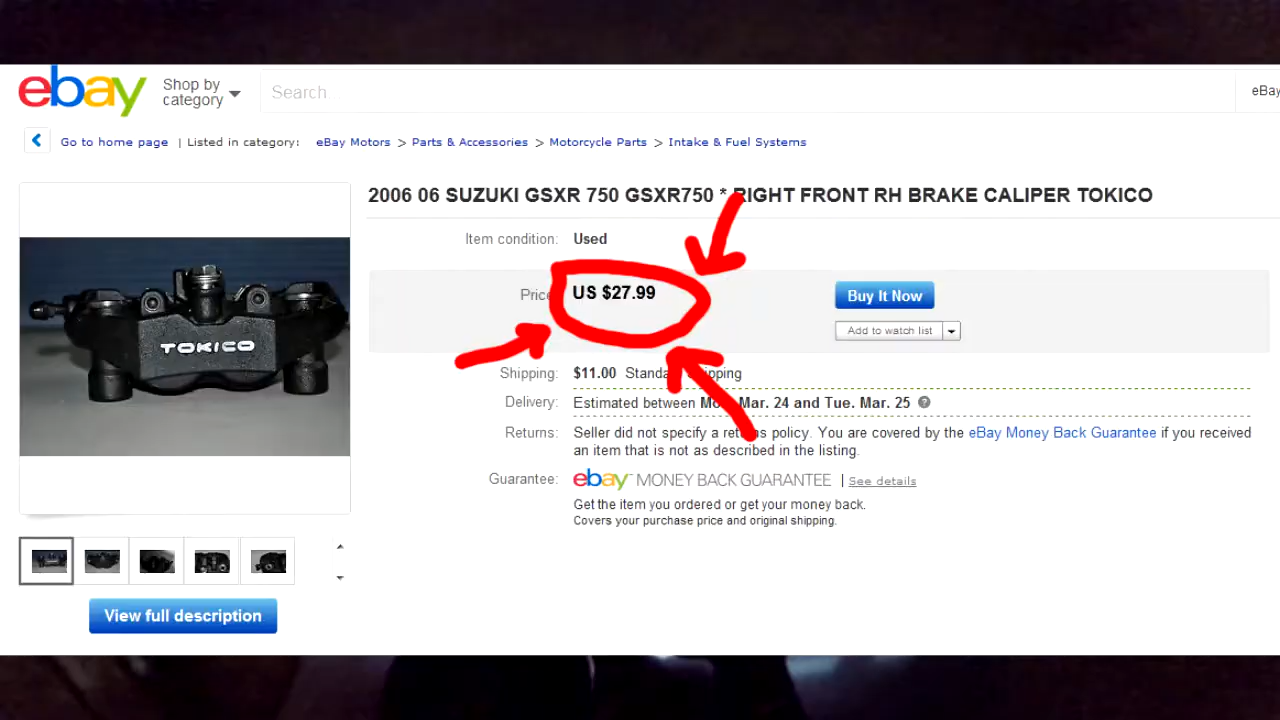 ebay
Shop by
category
Search..
eBay
Go to home page | Listed in category: eBay Motors > Parts & Accessories > Motorcycle Parts > Intake & Fuel Systems
2006 06 SUZUKI GSXR 750 GSXR750 * RIGHT FRONT RH BRAKE CALIPER TOKICO
Item condition: Used
Price US $27.99
Buy It Now
Add to watch list
TOKICO
Shipping: $11.00 Standard Shipping
Delivery: Estimated between Mon. Mar. 24 and Tue. Mar. 25 ?
Returns: Seller did not specify a returns policy. You are covered by the eBay Money Back Guarantee if you received
an item that is not as described in the listing.
Guarantee: ebay™ MONEY BACK GUARANTEE | See details
Get the item you ordered or get your money back.
Covers your purchase price and original shipping.
View full description